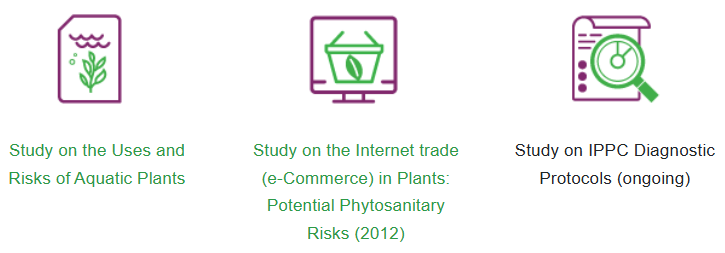 Study on the Uses and
Risks of Aquatic Plants
Study on the Internet trade
(e-Commerce) in Plants:
Potential Phytosanitary
Risks (2012)
Study on IPPC Diagnostic
Protocols (ongoing)